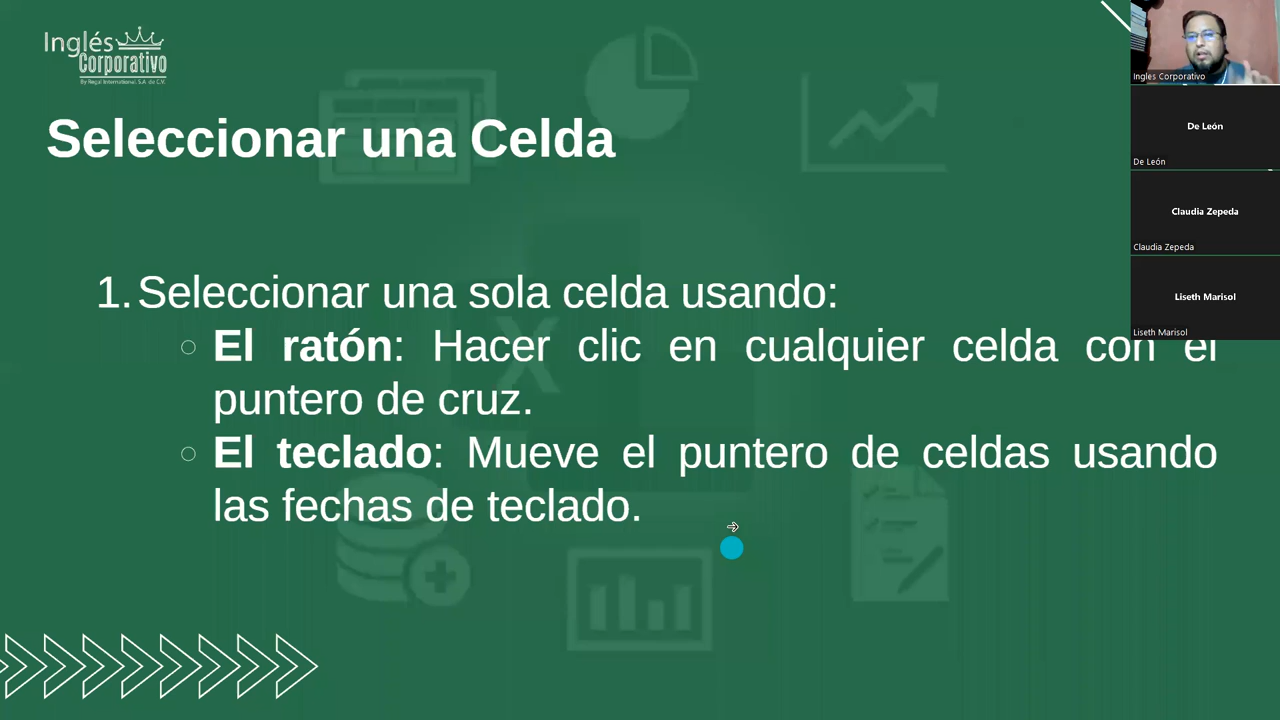 Inglés
Corporativo
By Regal International, S.A. de C.V.
Seleccionar una Celda
1. Seleccionar una sola celda usando:
El ratón: Hacer clic en cualquier celda con el
puntero de cruz.
El teclado: Mueve el puntero de celdas usando
las fechas de teclado.
Ingles Corporativo
De León
De León
Claudia Zepeda
Claudia Zepeda
Liseth Marisol
Liseth Marisol